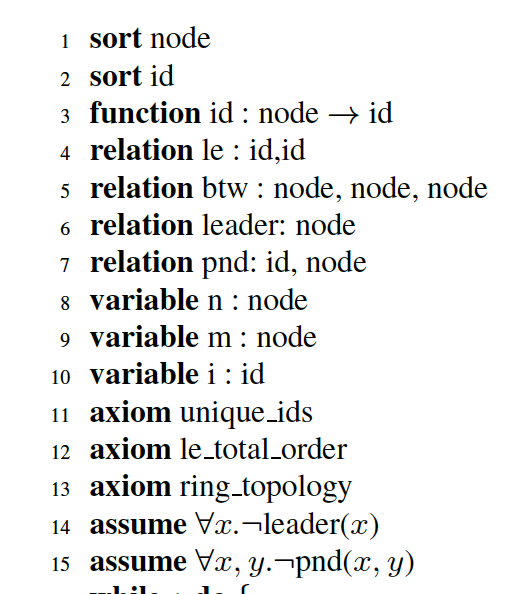 1 sort node
2 sort id
3 function id : node → id
4 relation le : id,id
5 relation btw : node, node, node
6 relation leader: node
7 relation pnd: id, node
8 variable n : node
9 variable m : node
10 variable i : id
11 axiom unique_ids
12 axiom le_total_order
13 axiom ring_topology
14 assume ∀x.¬leader(x)
15 assume ∀x, y.¬pnd(x, y)